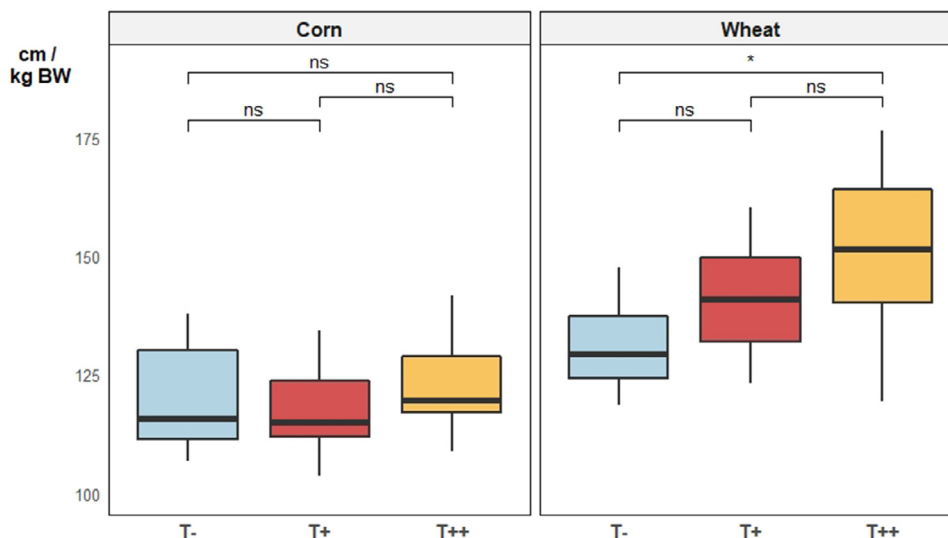 Corn
Wheat
cm /
kg BW
ns
ns
ns
*
ns
ns
175
150
125
100
T-
T+
T++
T-
T+
T++